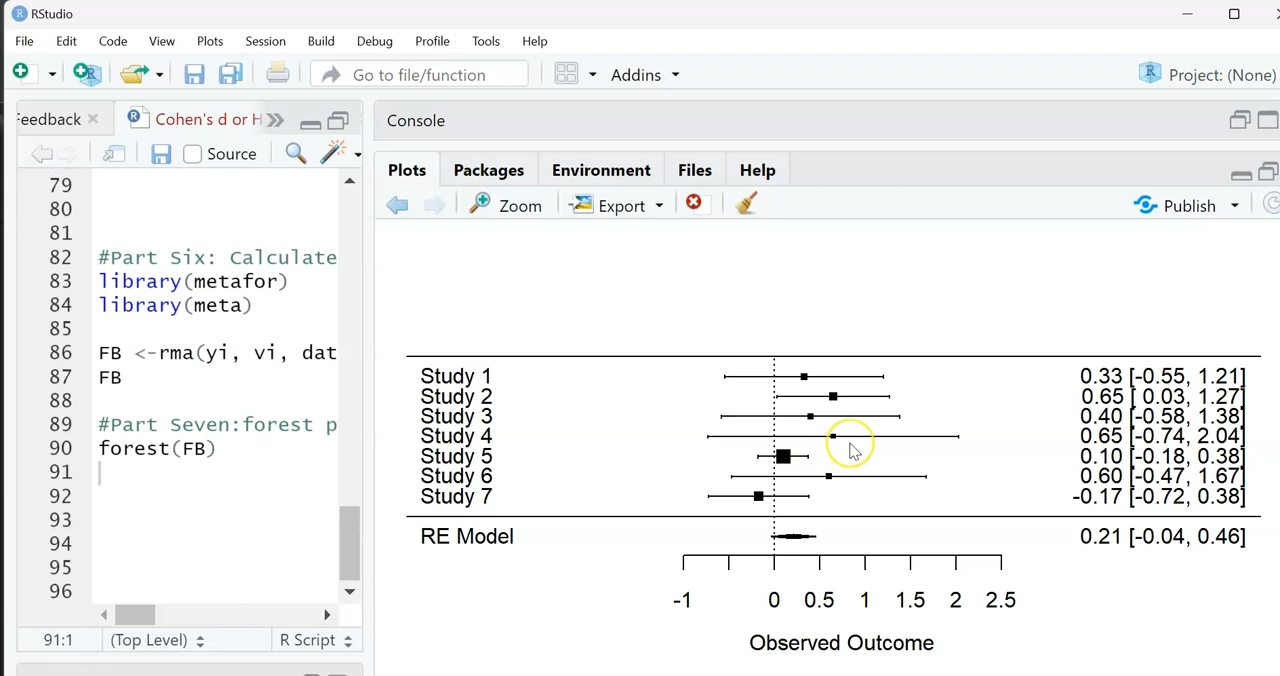 RStudio
File Edit Code View Plots Session Build Debug Profile Tools Help
Go to file/function Addins Project: (None)
Feedback Cohen's d or H
Source
79
80
81
82 #Part Six: Calculate
83 library(metafor)
84 library(meta)
85
86 FB <-rma(yi, vi, dat
87 FB
88
89 #Part Seven:forest p
90 forest(FB)
91
92
93
94
95
96
91:1 (Top Level) R Script
Console
Plots Packages Environment Files Help
Zoom Export Publish
Study 1 0.33 [-0.55, 1.21]
Study 2 0.65 [ 0.03, 1.27]
Study 3 0.40 [-0.58, 1.38]
Study 4 0.65 [-0.74, 2.04]
Study 5 0.10 [-0.18, 0.38]
Study 6 0.60 [-0.47, 1.67]
Study 7 -0.17 [-0.72, 0.38]
RE Model 0.21 [-0.04, 0.46]
-1 0 0.5 1 1.5 2 2.5
Observed Outcome